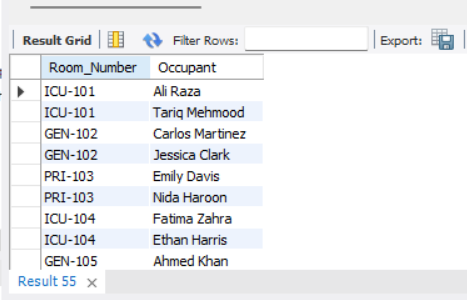 Result Grid Filter Rows: Export:
Room_Number Occupant
ICU-101 Ali Raza
ICU-101 Tariq Mehmood
GEN-102 Carlos Martinez
GEN-102 Jessica Clark
PRI-103 Emily Davis
PRI-103 Nida Haroon
ICU-104 Fatima Zahra
ICU-104 Ethan Harris
GEN-105 Ahmed Khan
Result 55